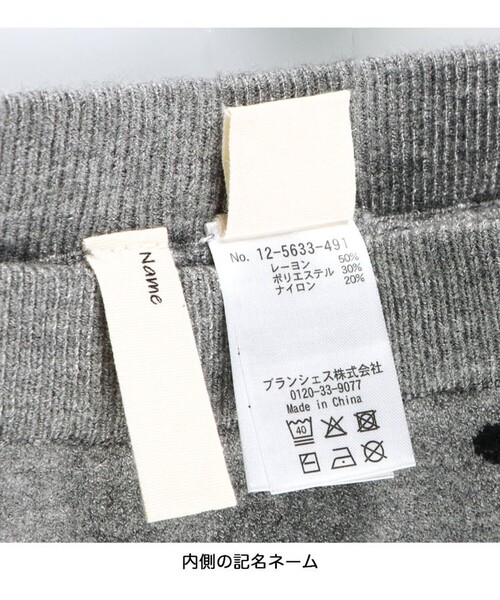 Name
No. 12-5633-491
レーヨン 50%
ポリエステル 30%
ナイロン 20%
ブランシェス株式会社
0120-33-9077
Made in China
40
内側の記名ネーム